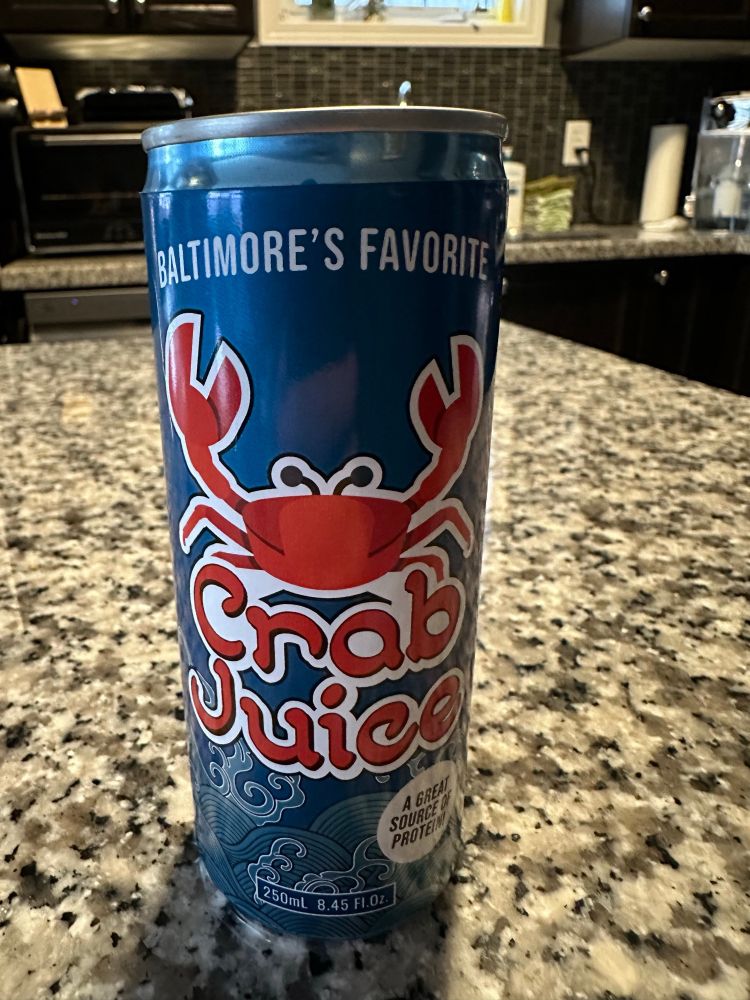 BALTIMORE'S FAVORITE
Crab
Juice
A GREAT
SOURCE OF
PROTEIN!
250mL 8.45 Fl.Oz.